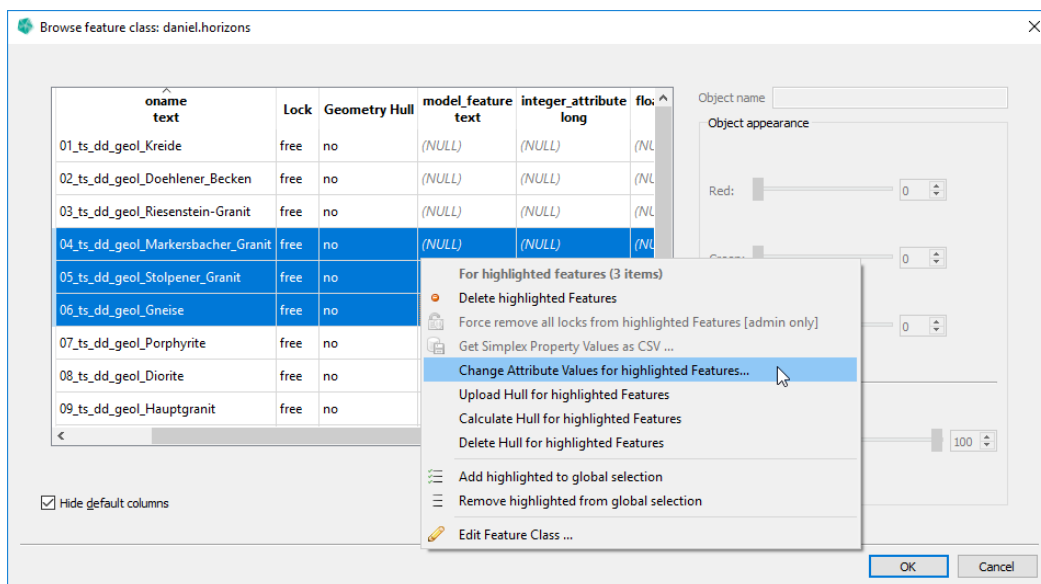 Browse feature class: daniel.horizons
oname
text
Lock
Geometry Hull
model_feature
text
integer_attribute
long
01_ts_dd_geol_Kreide free no (NULL) (NULL)
02_ts_dd_geol_Doehlener_Becken free no (NULL) (NULL)
03_ts_dd_geol_Riesenstein-Granit free no (NULL) (NULL)
04_ts_dd_geol_Markersbacher_Granit free no (NULL) (NULL)
05_ts_dd_geol_Stolpener_Granit free no
06_ts_dd_geol_Gneise free no
07_ts_dd_geol_Porphyrite free no
08_ts_dd_geol_Diorite free no
09_ts_dd_geol_Hauptgranit free no
Hide default columns
For highlighted features (3 items)
Delete highlighted Features
Force remove all locks from highlighted Features [admin only]
Get Simplex Property Values as CSV ...
Change Attribute Values for highlighted Features...
Upload Hull for highlighted Features
Calculate Hull for highlighted Features
Delete Hull for highlighted Features
Add highlighted to global selection
Remove highlighted from global selection
Edit Feature Class ...
Object name
Object appearance
Red: 0
0
0
100
OK
Cancel